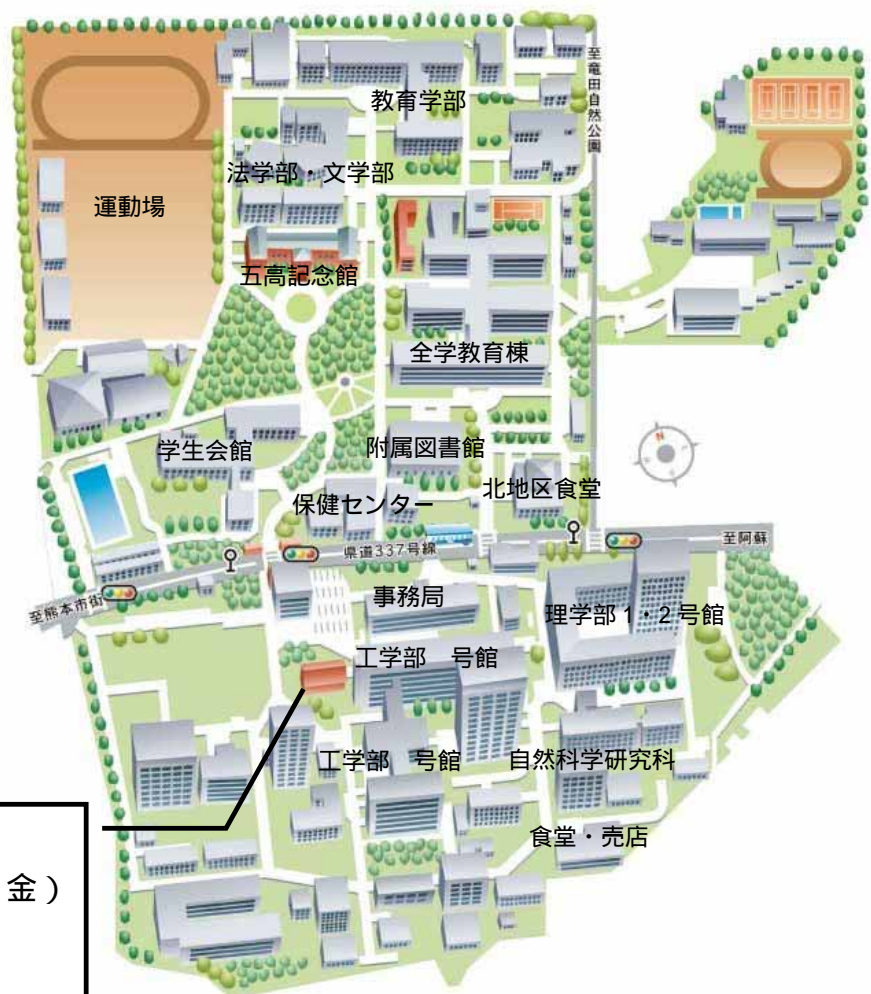 至竜田自然公園
教育学部
法学部・文学部
運動場
五高記念館
全学教育棟
学生会館
附属図書館
北地区食堂
保健センター
N
県道337号線
至阿蘇
至熊本市街
事務局
理学部1・2号館
工学部 号館
工学部 号館
自然科学研究科
食堂・売店
金）